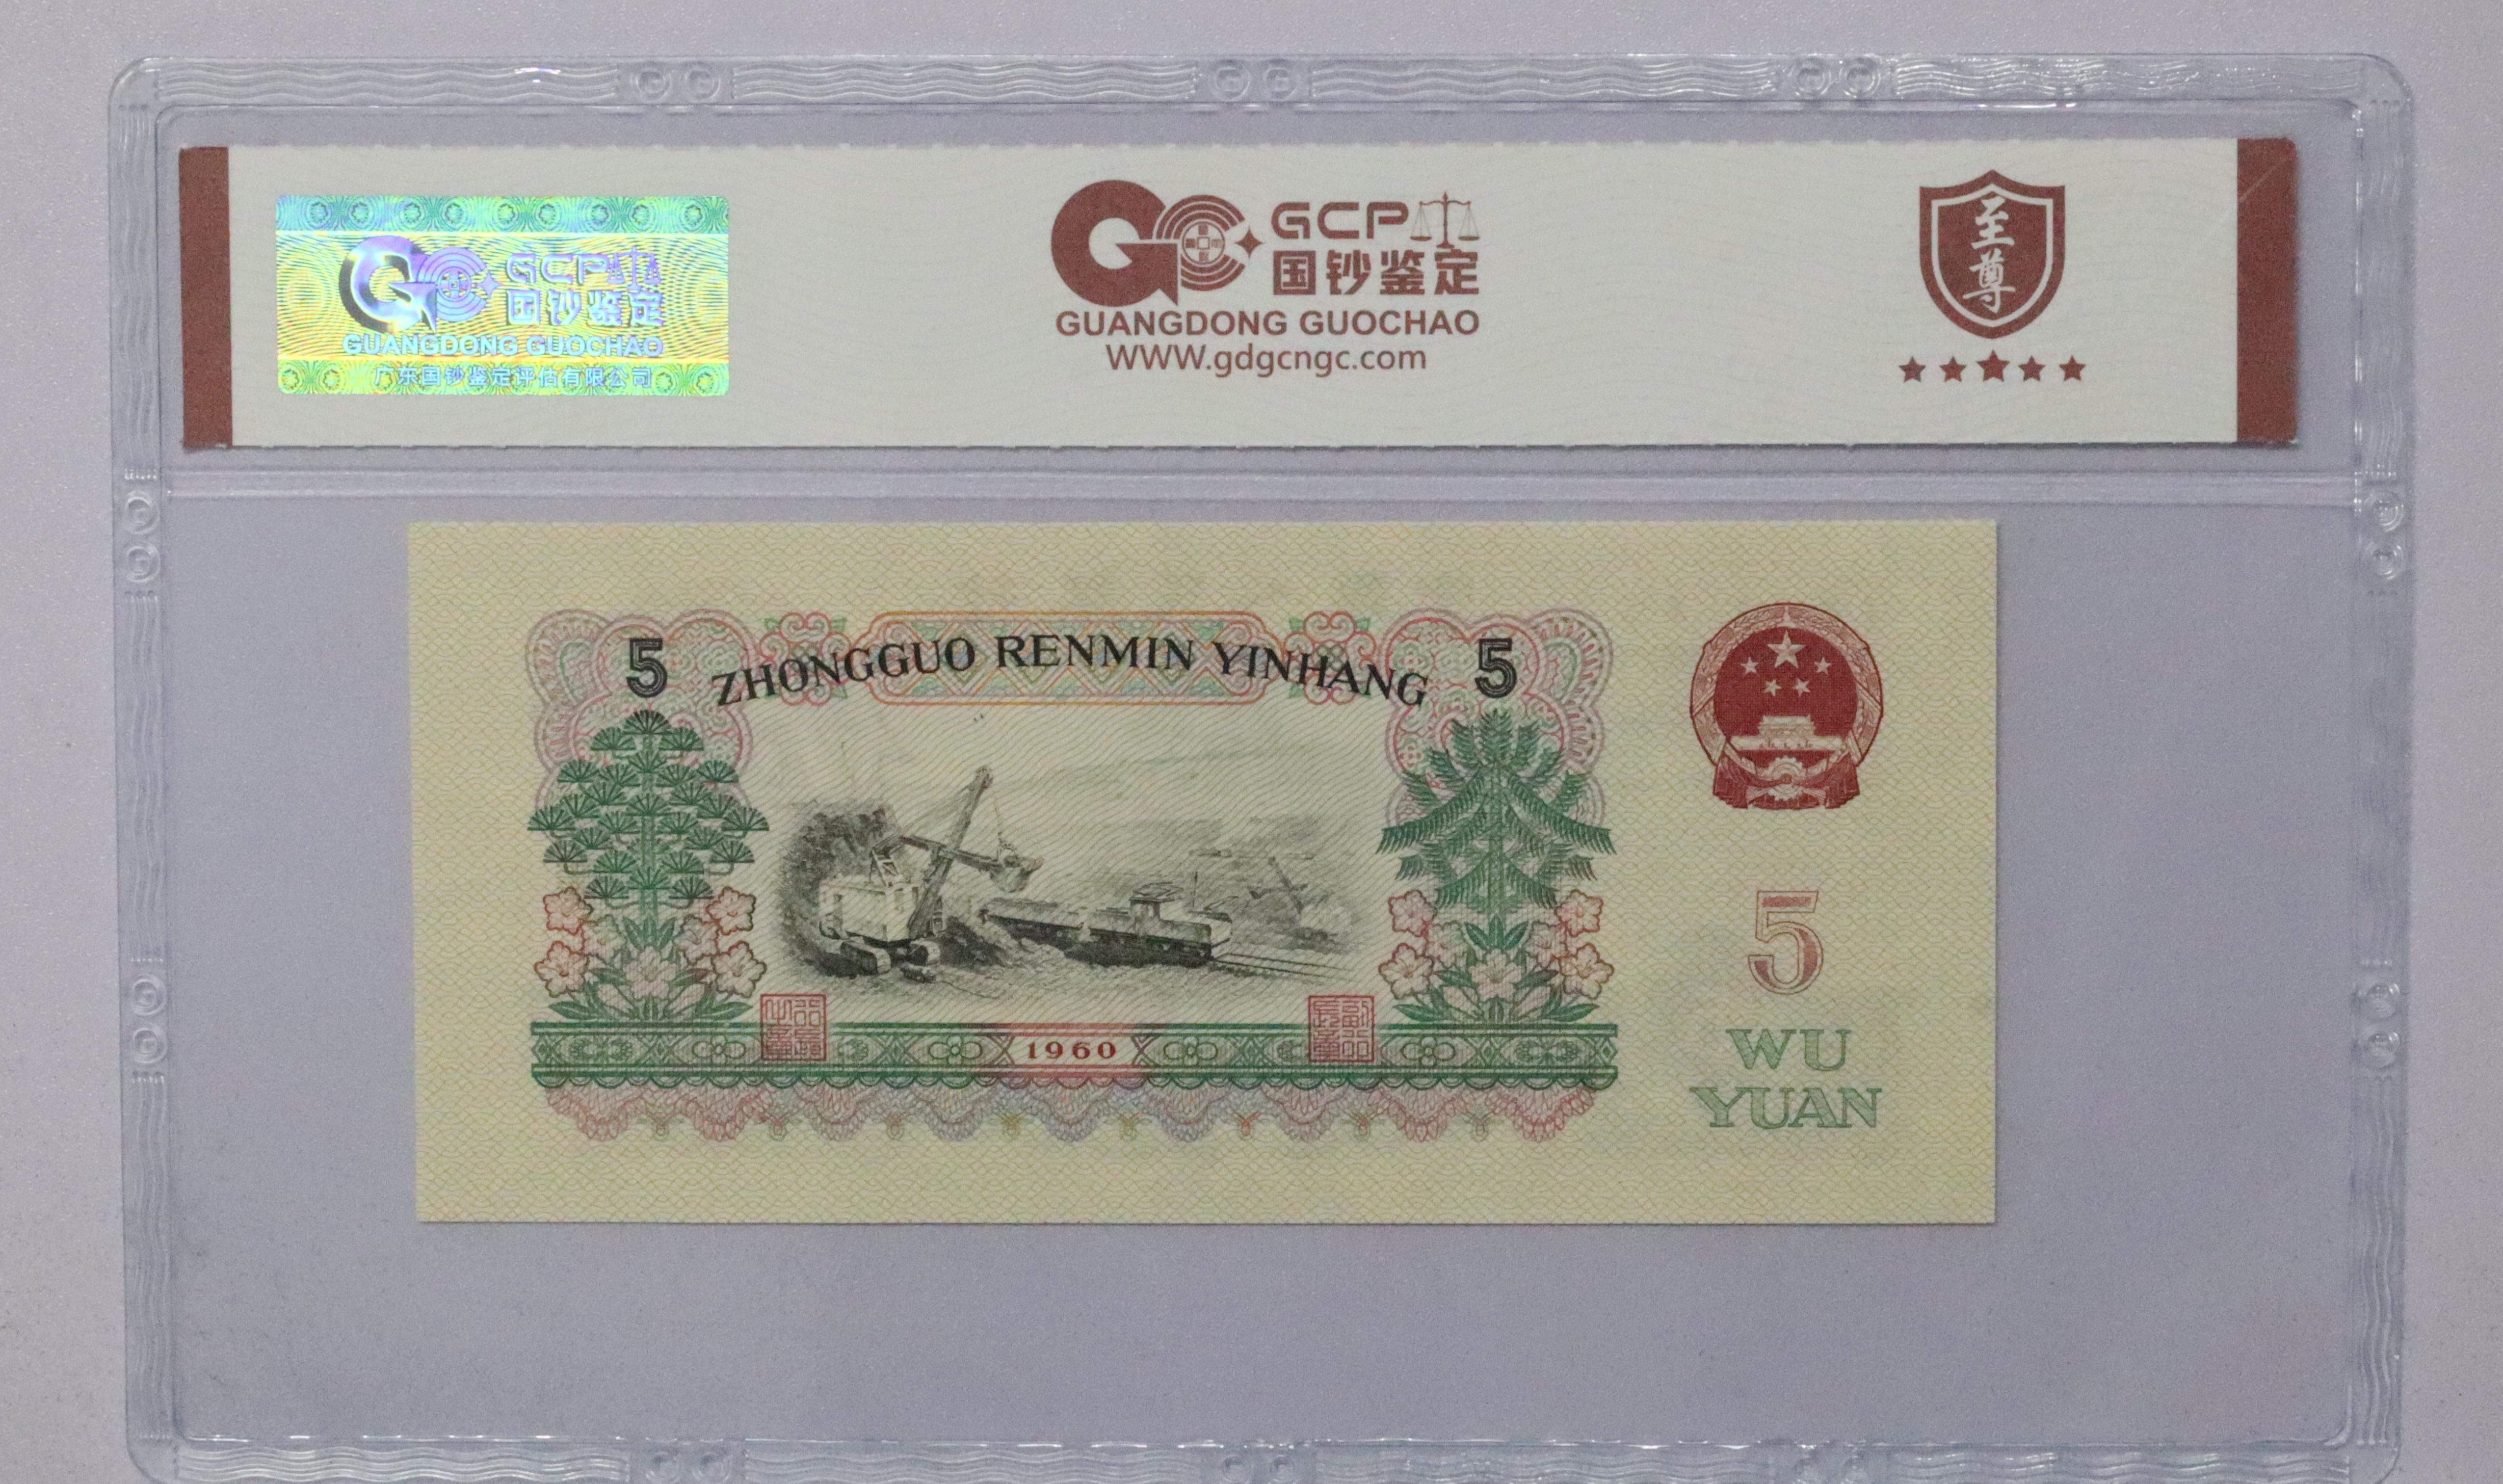 GCP
国钞鉴定
GUANGDONG GUOCHAO
广东国钞鉴定评估有限公司
GCP
国钞鉴定
GUANGDONG GUOCHAO
WWW.gdgcngc.com
至尊
5 ZHONGGUO RENMIN YINHANG 5
5
WU
YUAN
1960